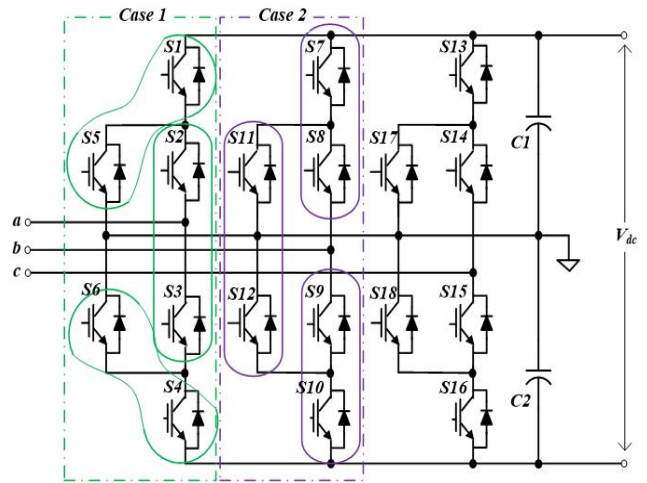 Case 1 Case 2
S1 S7 S13
S5 S2 S11 S8 S17 S14 C1
a
b
c
V_dc
S6 S3 S12 S9 S18 S15
S4 S10 S16 C2